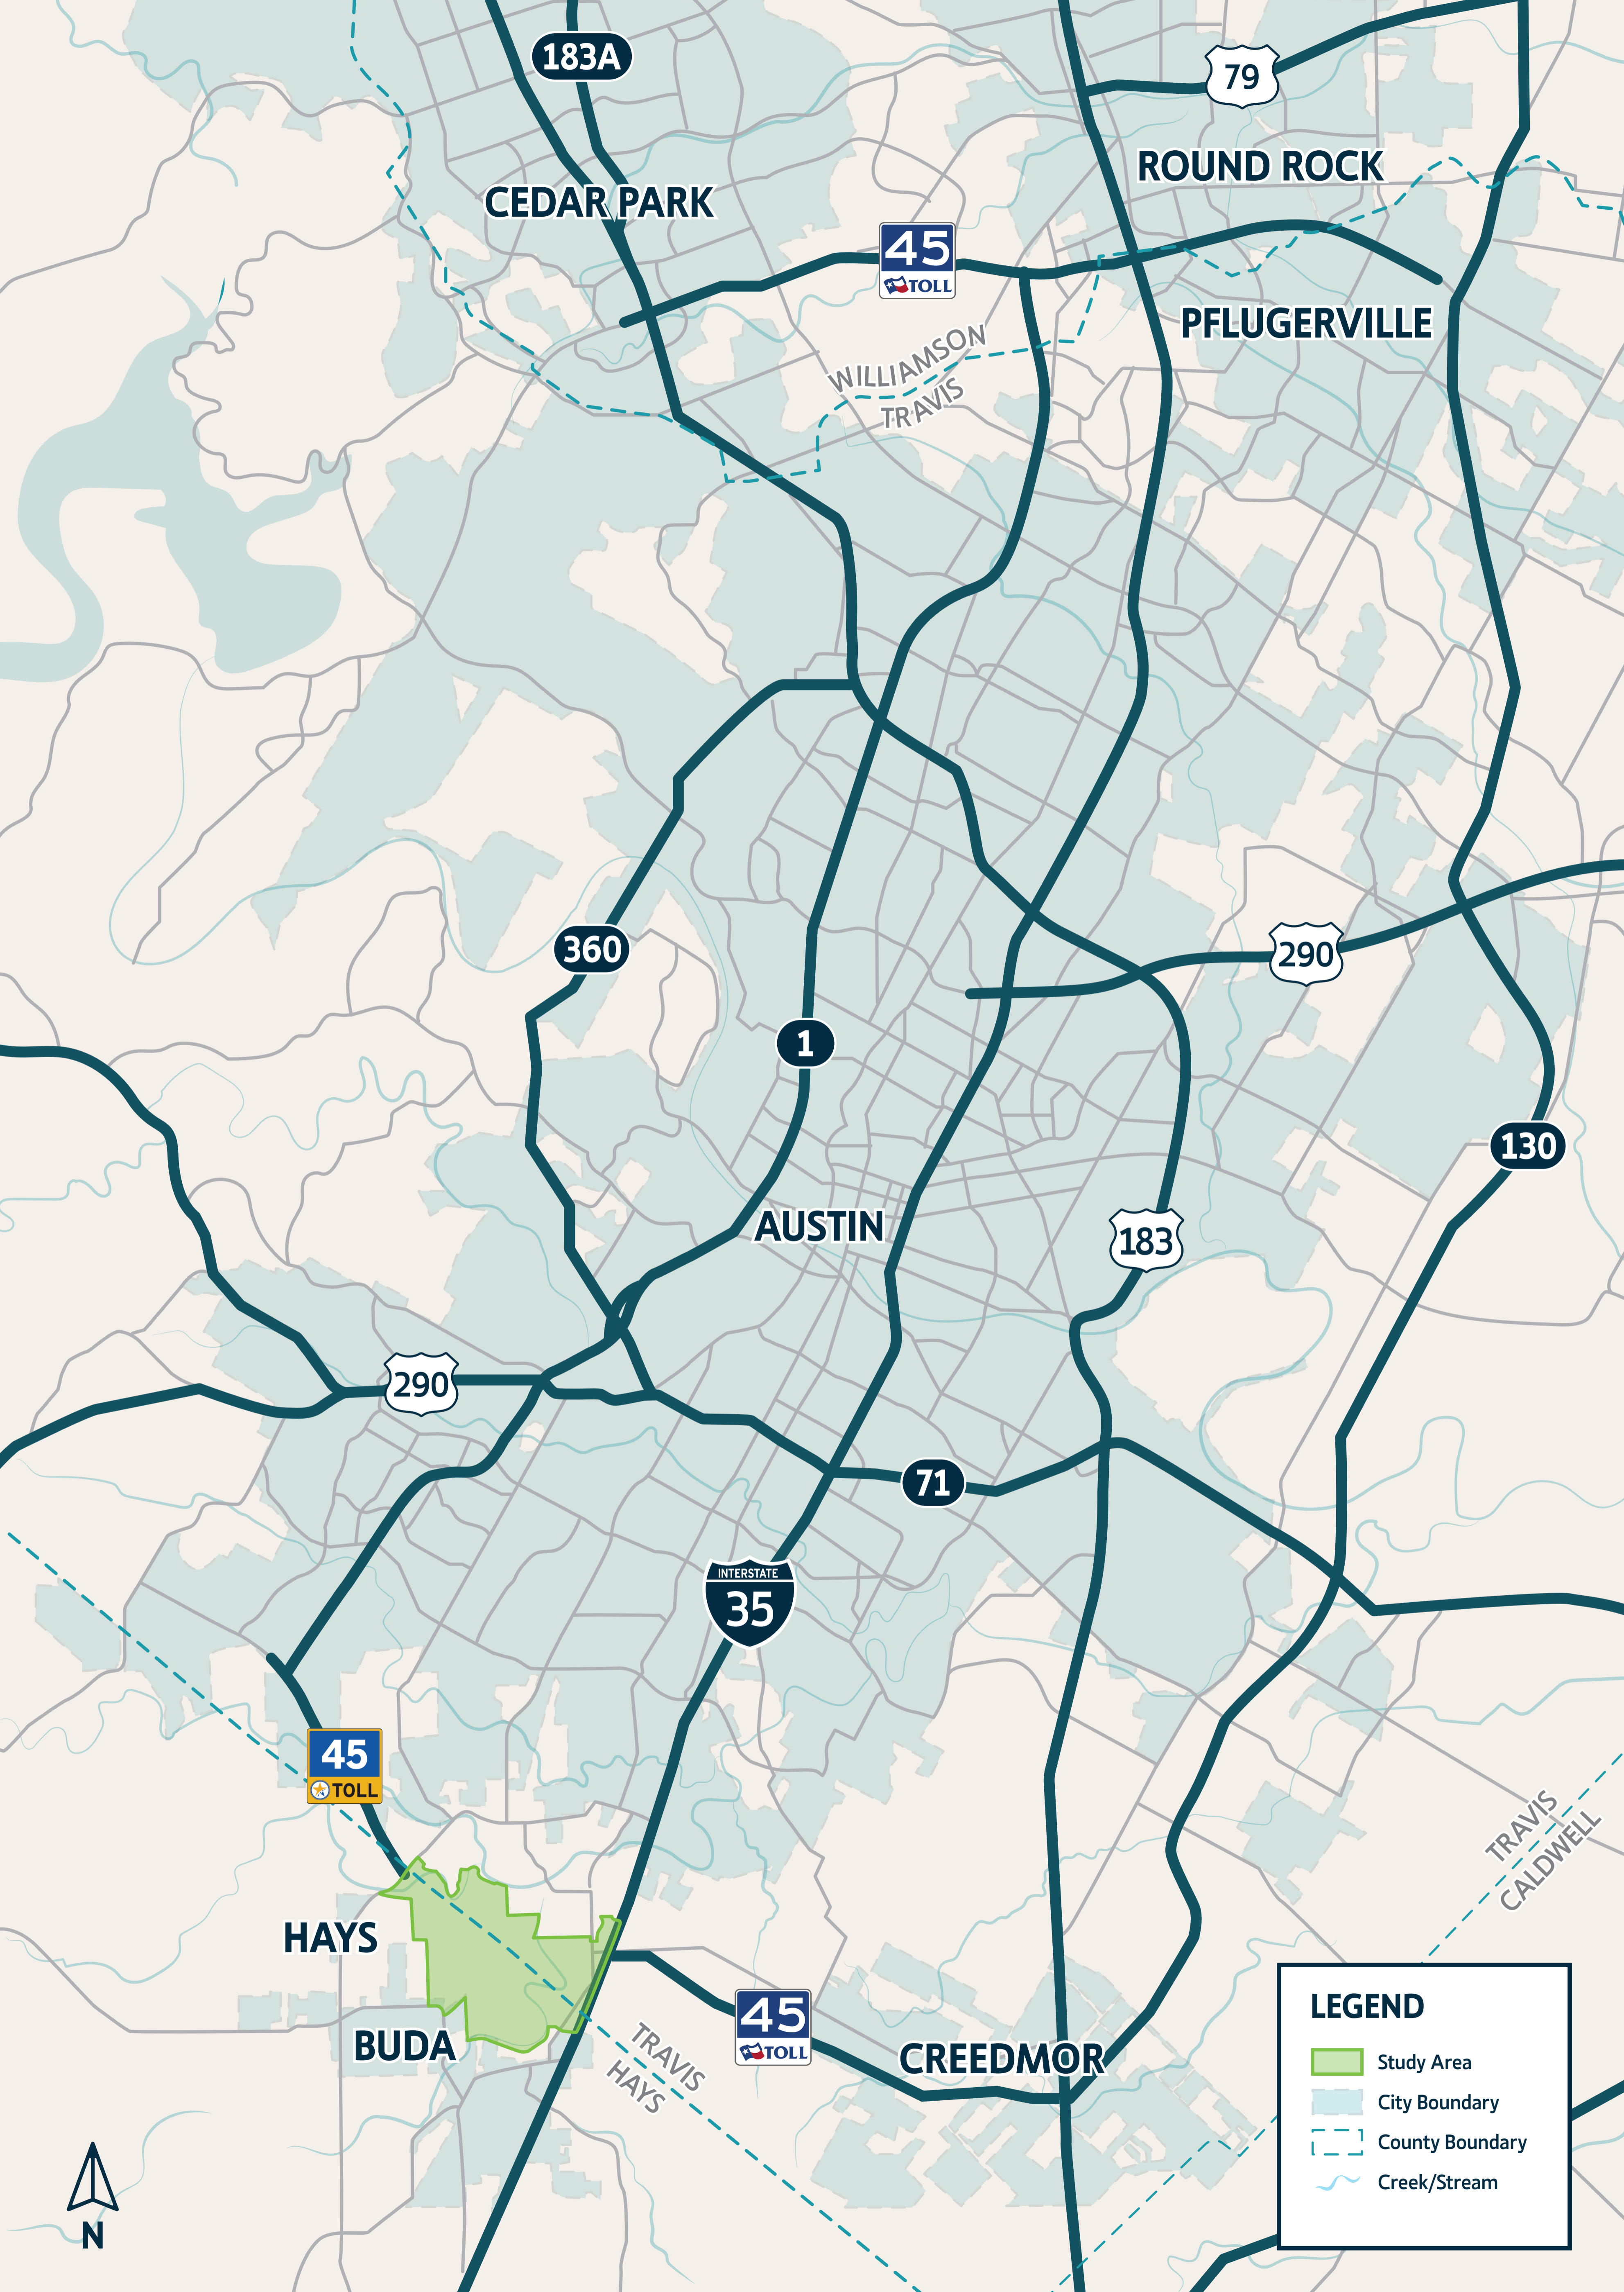 183A
79
ROUND ROCK
CEDAR PARK
45
TOLL
PFLUGERVILLE
WILLIAMSON
TRAVIS
360
290
1
130
AUSTIN
183
290
71
INTERSTATE
35
45
TOLL
TRAVIS
CALDWELL
HAYS
BUDA
45
TOLL
TRAVIS
HAYS
CREEDMOR
LEGEND
Study Area
City Boundary
County Boundary
Creek/Stream
N